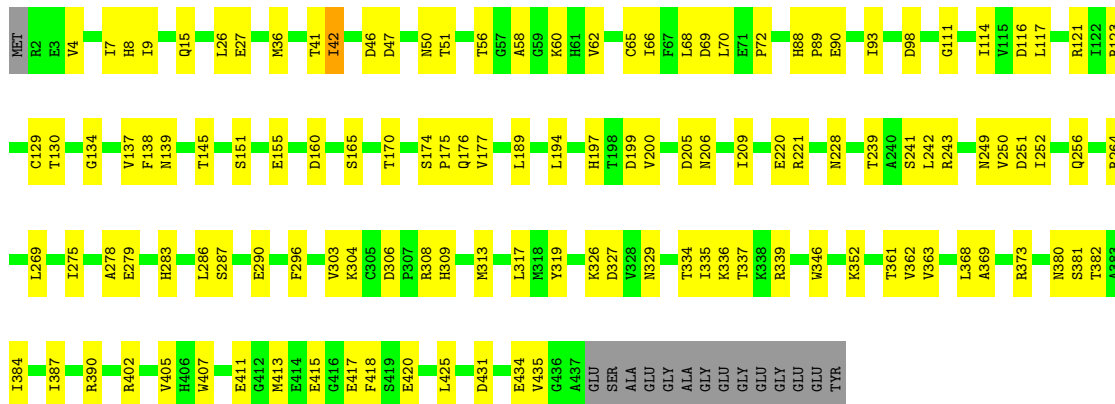 MET R2 E3 V4 I7 H8 I9 Q15 L26 E27 M36 T41 I42 D46 D47 N50 T51 T56 G57 A58 G59 K60 H61 V62 C65 I66 F67 L68 D69 L70 E71 P72 H88 P89 E90 I93 D98 G111 I114 V115 D116 L117 R121 I122 R123
C129 T130 G134 V137 F138 N139 T145 S151 E155 D160 S165 T170 S174 P175 Q176 V177 L189 L194 H197 T198 D199 V200 D205 N206 I209 E220 R221 N228 T239 A240 S241 L242 R243 N249 V250 D251 I252 Q256 R264
L269 I275 A278 E279 H283 L286 S287 E290 F296 V303 K304 C305 D306 P307 R308 H309 M313 L317 M318 Y319 K326 D327 V328 N329 T334 I335 K336 T337 K338 R339 W346 K352 T361 V362 V363 L368 A369 R373 N380 S381 T382 A383
I384 I387 R390 R402 V405 H406 W407 E411 G412 M413 E414 E415 G416 E417 F418 S419 E420 L425 D431 E434 V435 G436 A437 GLU SER ALA GLU GLY ALA GLY GLU GLU GLY GLU GLY GLU GLU TYR